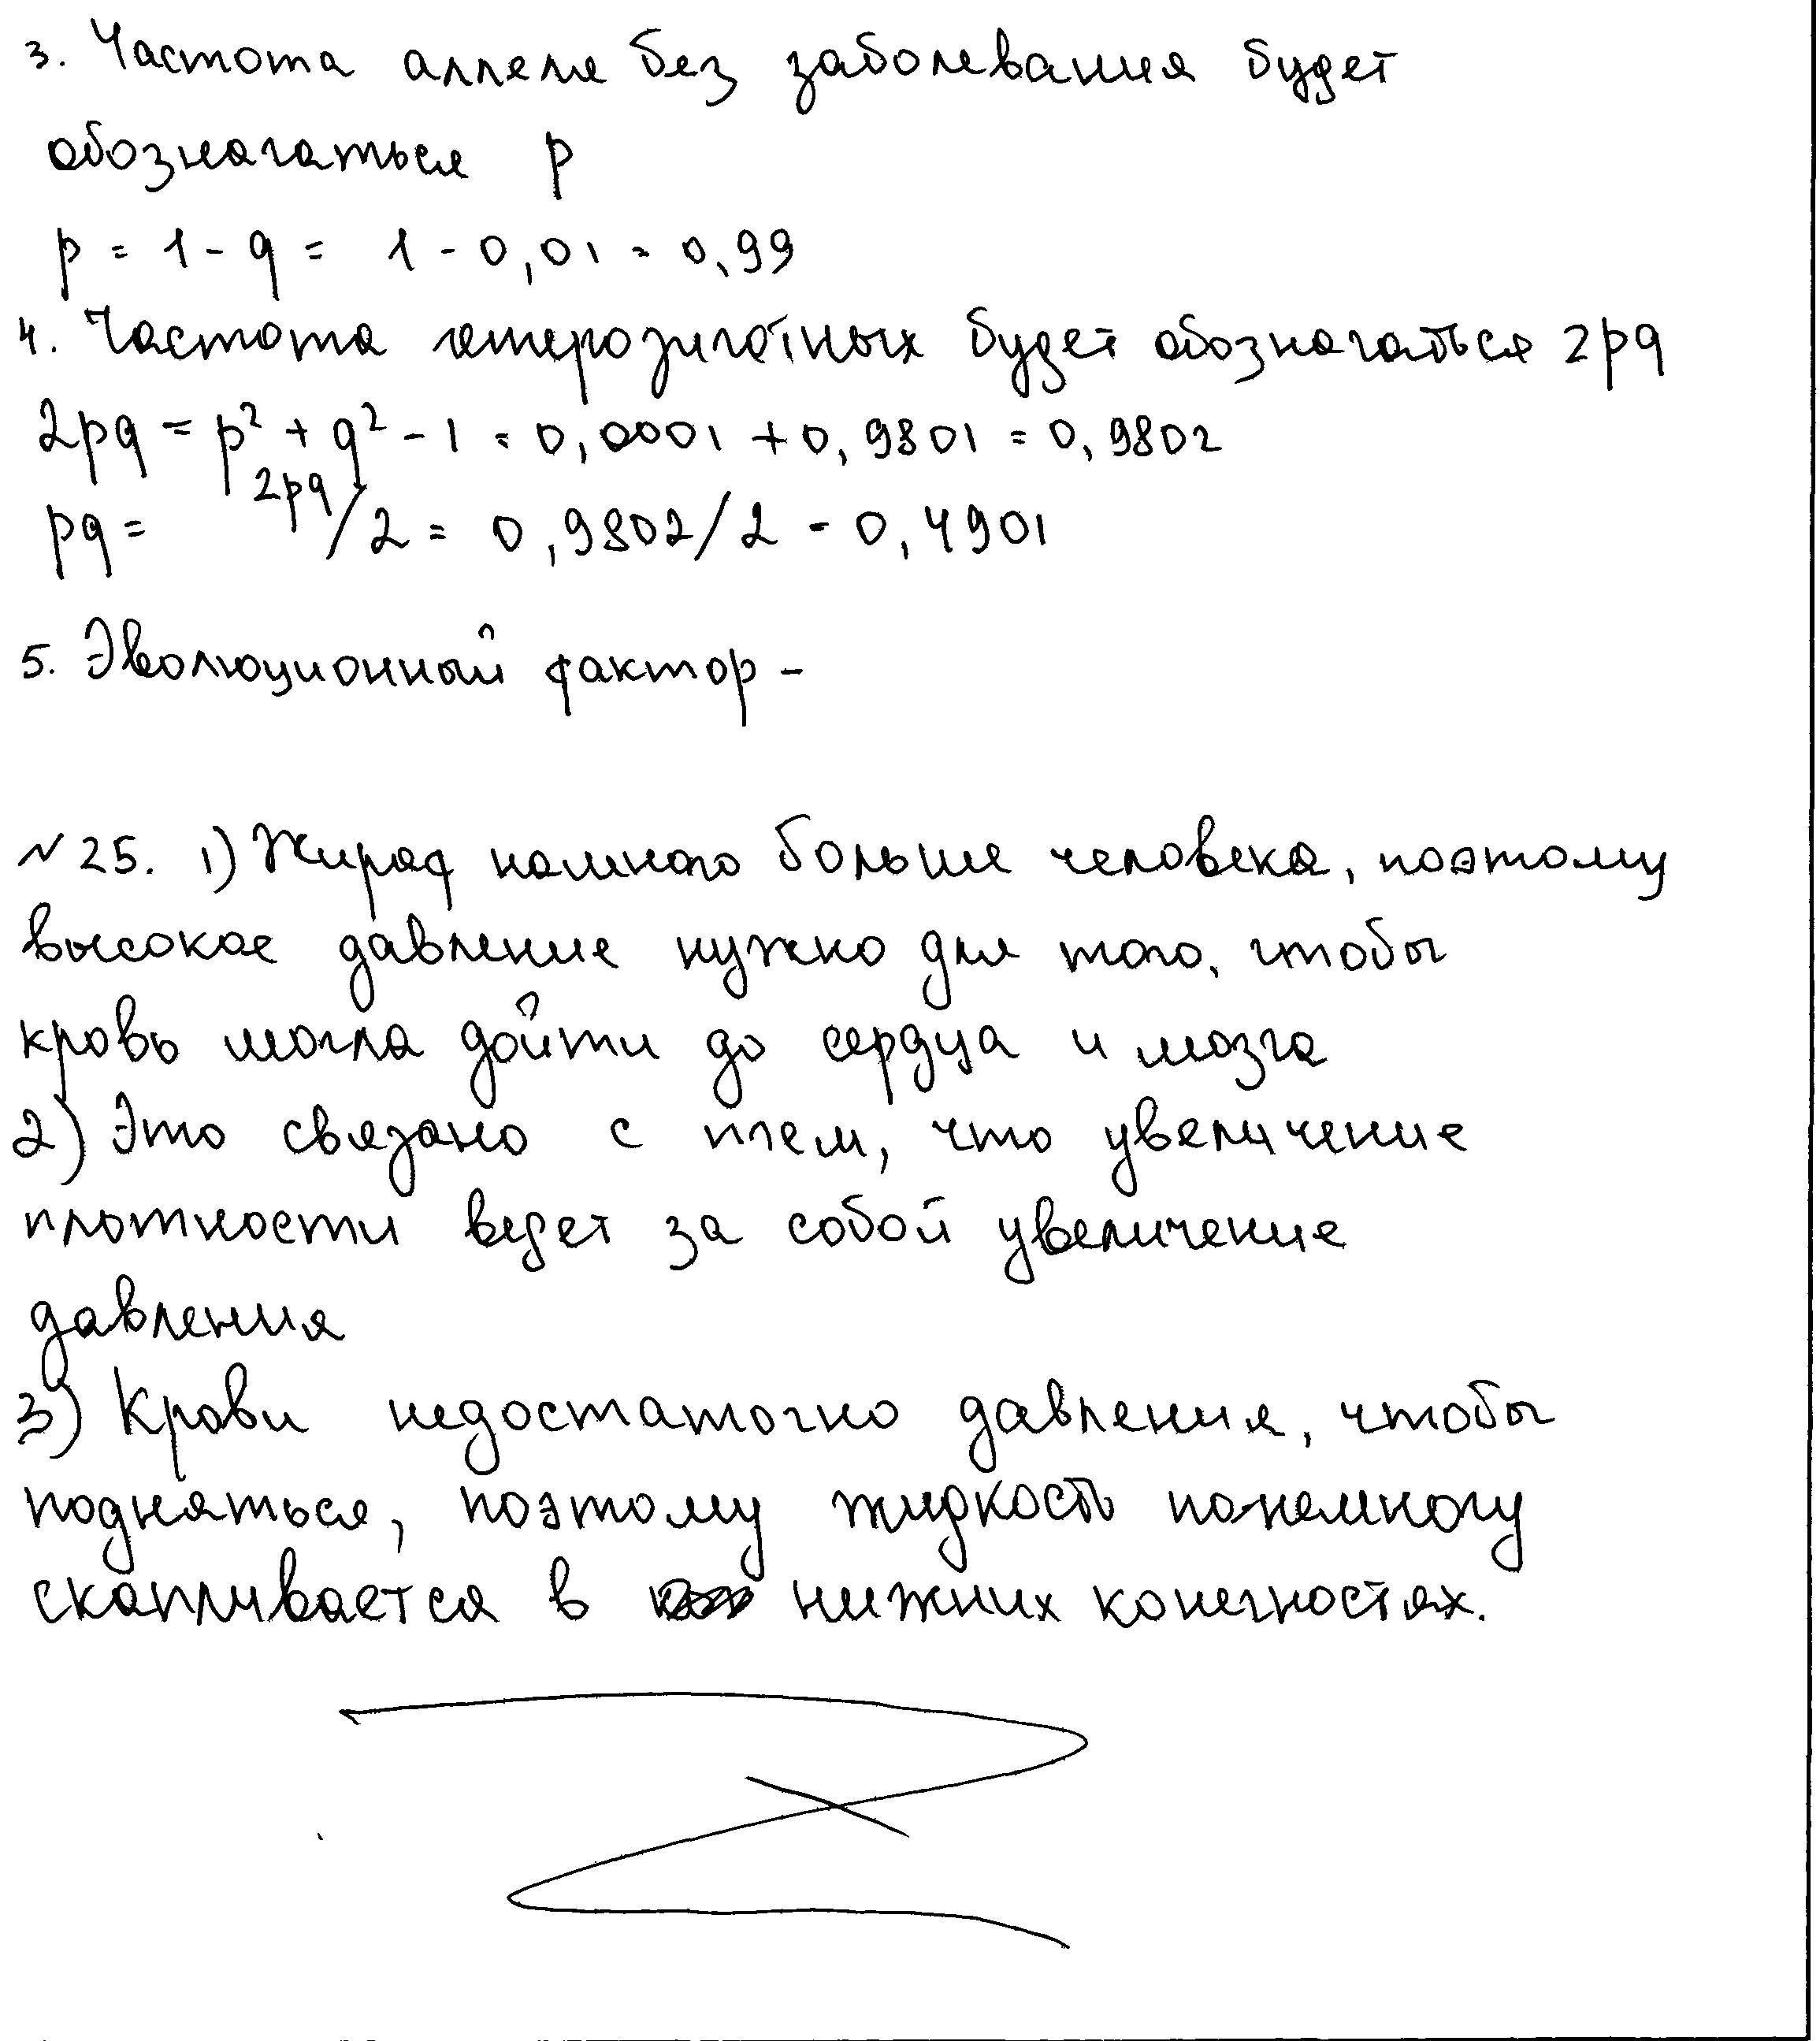 3. Частота аллеля без заболевания будет
обозначаться p
p = 1 - q = 1 - 0,01 = 0,99
4. Частота гетерозиготных будет обозначаться 2pq
2pq = p² + q² - 1 = 0,0001 + 0,9801 = 0,9802
pq = 2pq/2 = 0,9802/2 = 0,4901
5. Эволюционный фактор -
№25. 1) Жираф намного больше человека, поэтому
высокое давление нужно для того, чтобы
кровь могла дойти до сердца и мозга
2) Это связано с тем, что увеличение
плотности ведет за собой увеличение
давления
3) Крови недостаточно давления, чтобы
подняться, поэтому жидкость понемногу
скапливается в нижних конечностях.